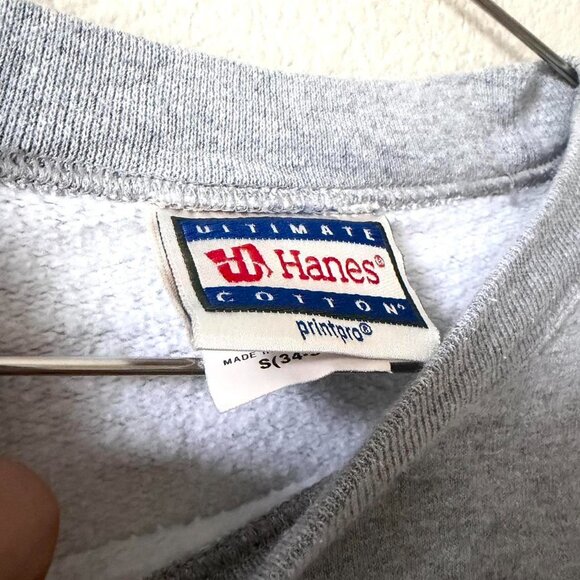 ULTIMATE
Hanes®
COTTON®
printpro®
MADE
S(34-